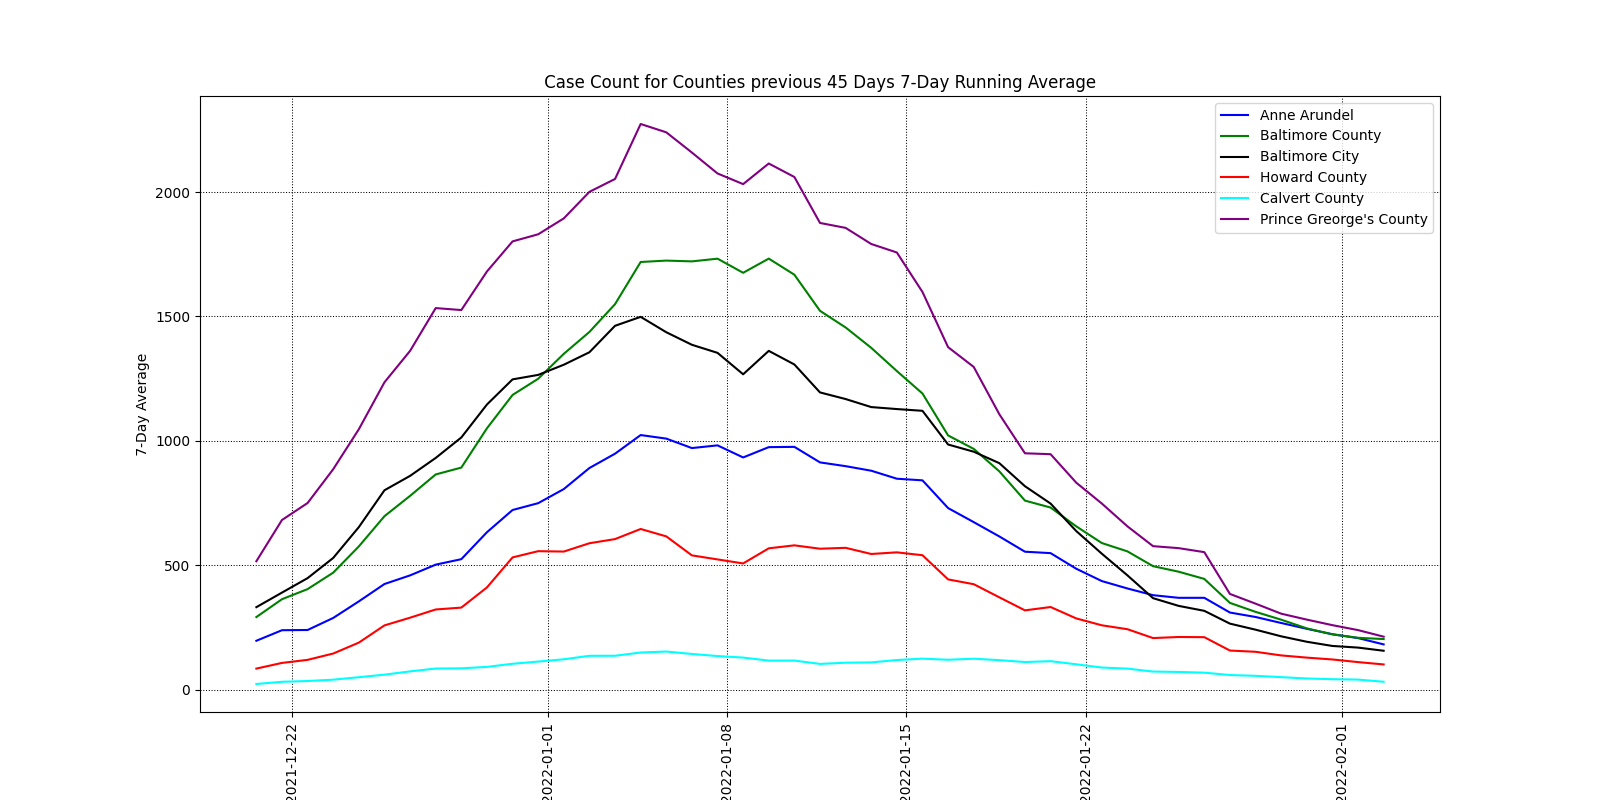 Case Count for Counties previous 45 Days 7-Day Running Average
Anne Arundel
Baltimore County
Baltimore City
Howard County
Calvert County
Prince Greorge's County
7-Day Average
2000
1500
1000
500
0
2021-12-22
2022-01-01
2022-01-08
2022-01-15
2022-01-22
2022-02-01